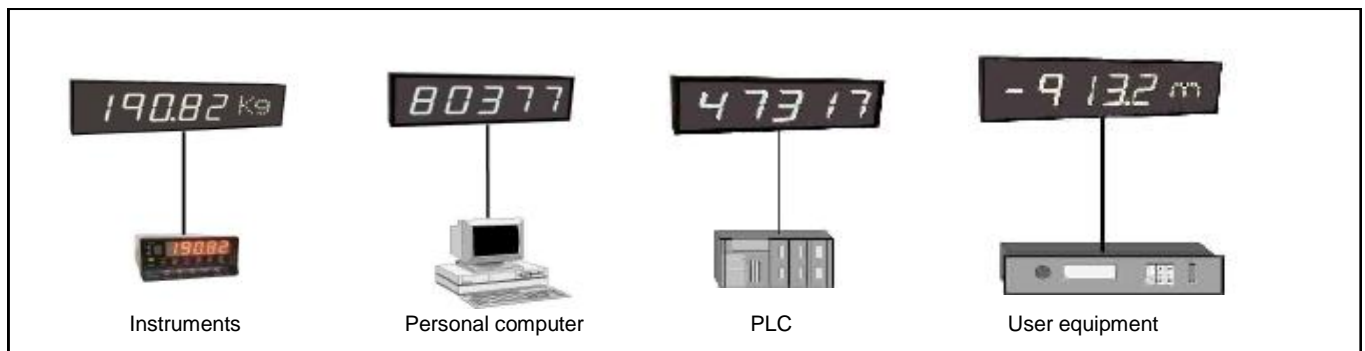 190.82 Kg
80377
47317
-913.2 m
190.82
Instruments
Personal computer
PLC
User equipment